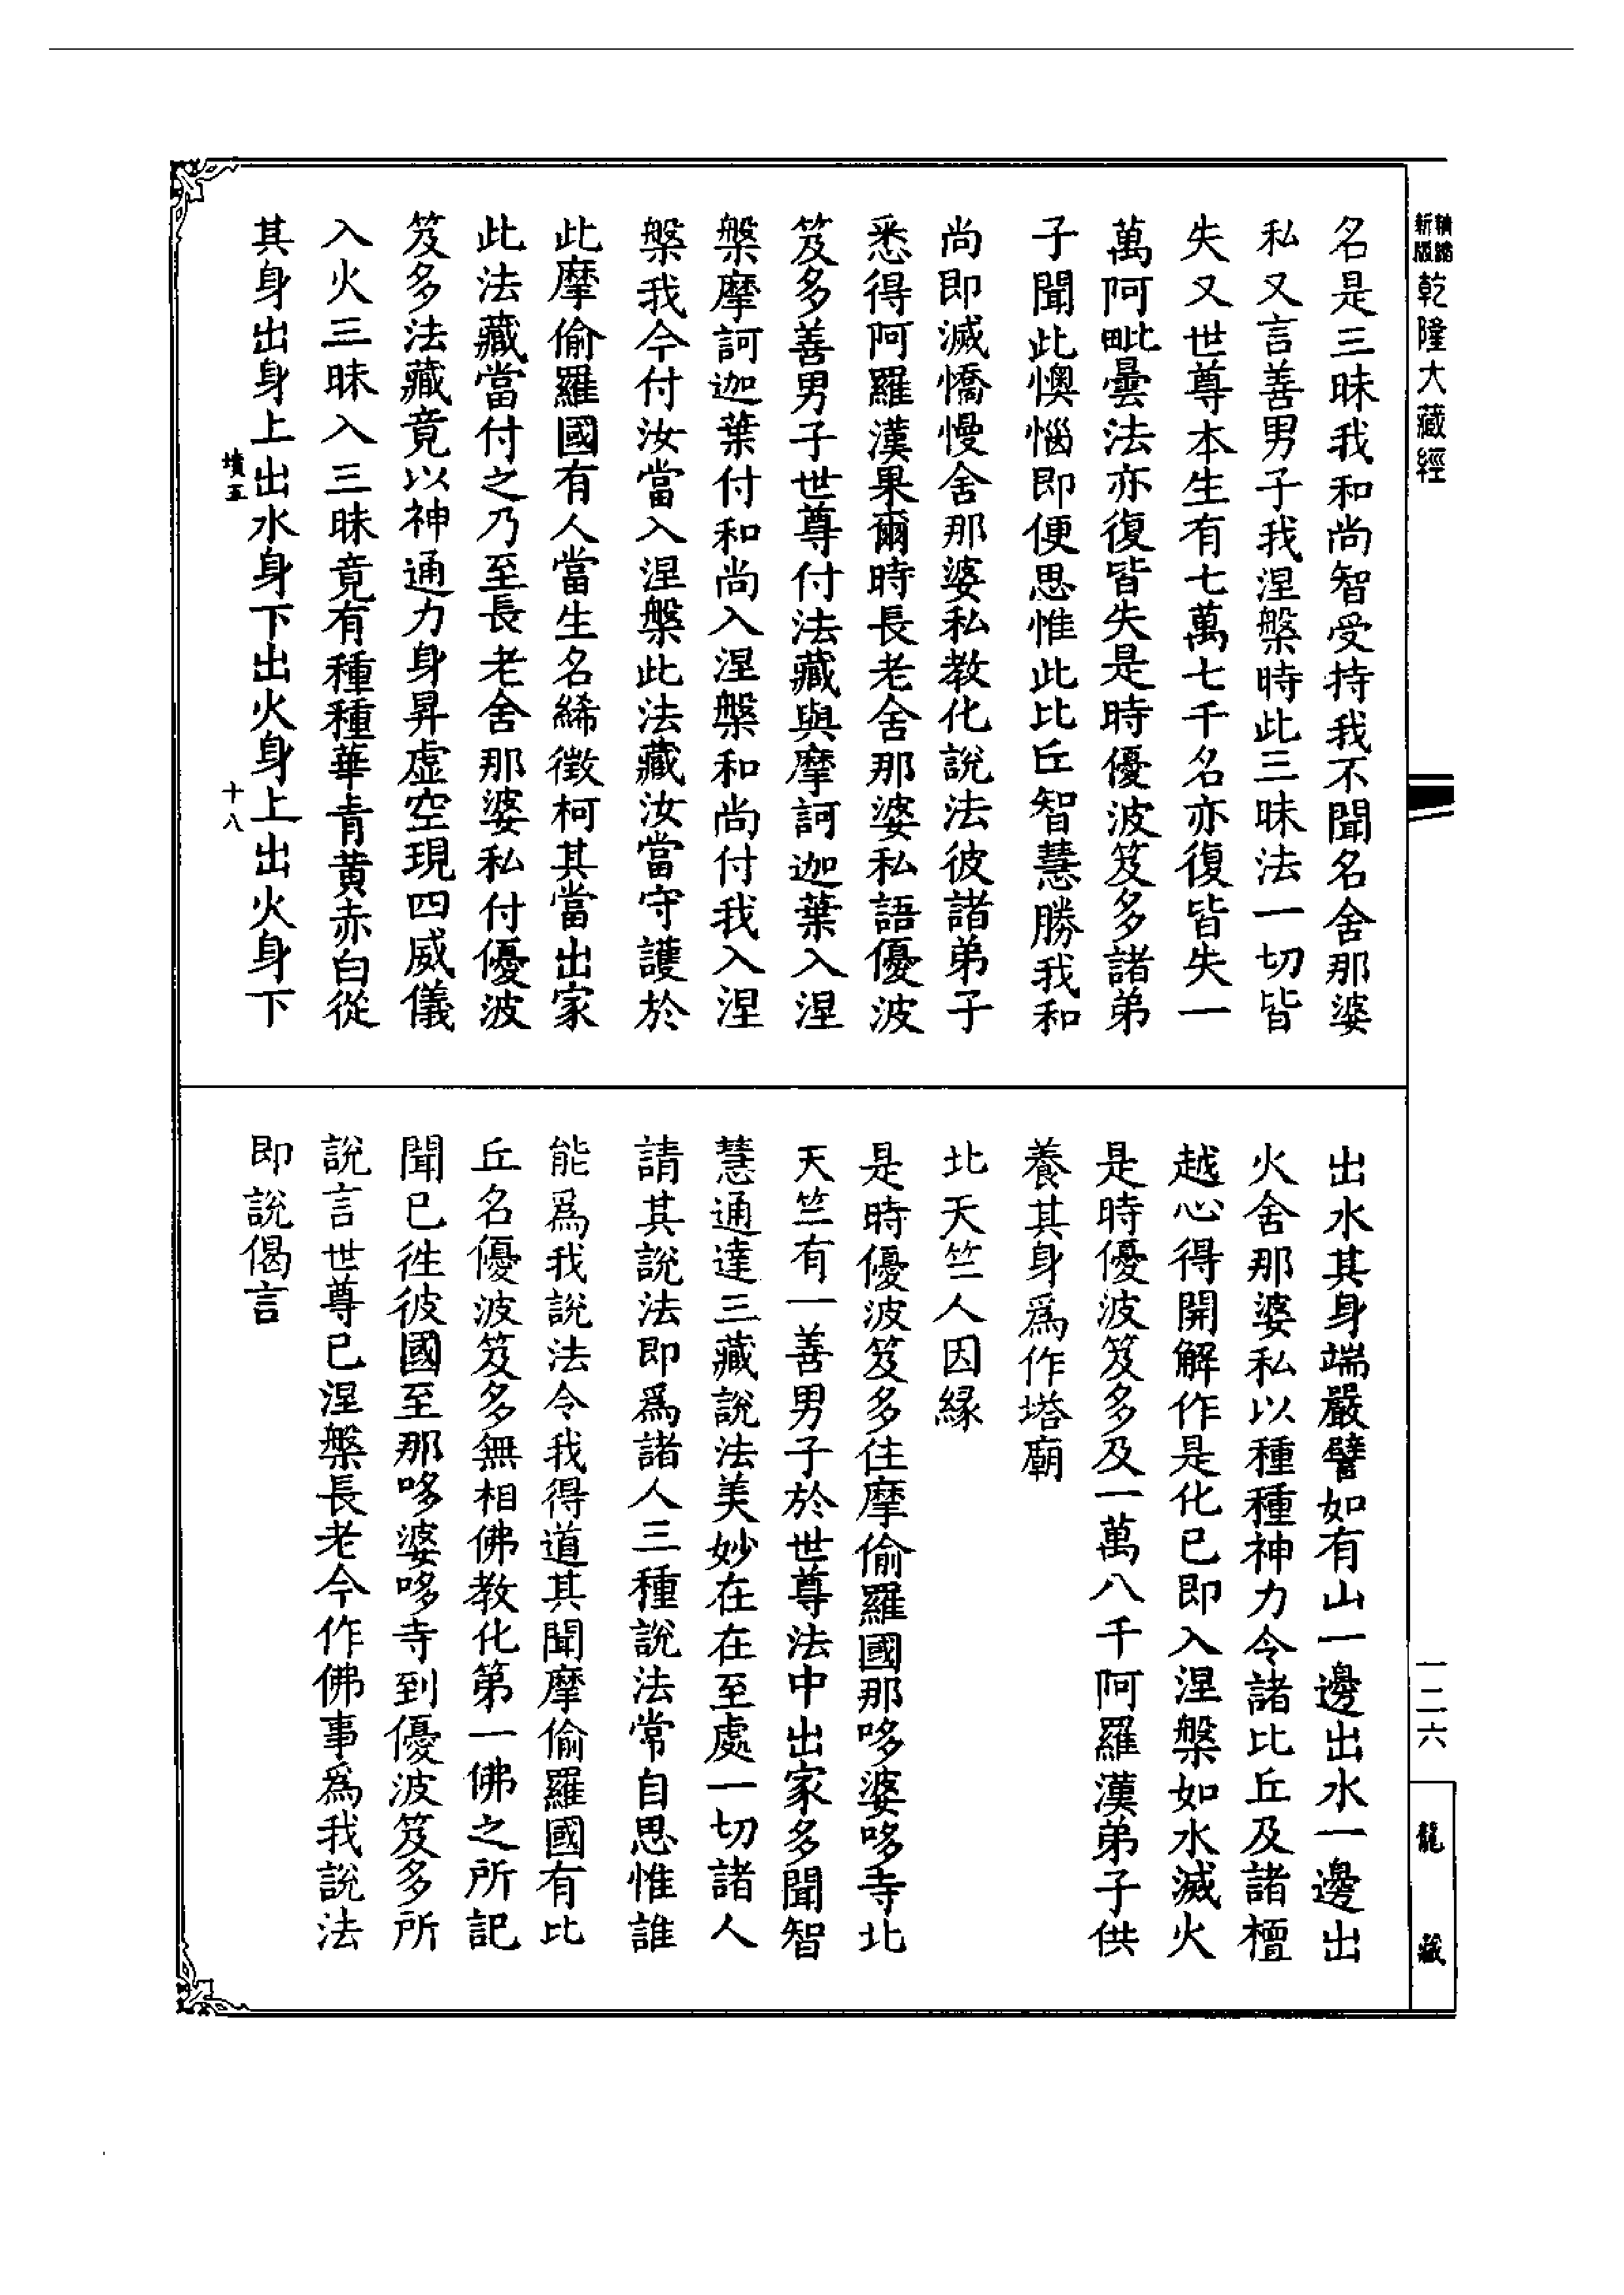 新版
精縮
乾隆大藏經
一二六
龍藏
名是三昧我和尚智受持我不聞名舍那婆
私又言善男子我涅槃時此三昧法一切皆
失又世尊本生有七萬七千名亦復皆失一
萬阿毗曇法亦復皆失是時優波笈多諸弟
子聞此懊惱即便思惟此比丘智慧勝我和
尚即滅憍慢舍那婆私教化說法彼諸弟子
悉得阿羅漢果爾時長老舍那婆私語優波
笈多善男子世尊付法藏與摩訶迦葉入涅
槃摩訶迦葉付和尚入涅槃和尚付我入涅
槃我今付汝當入涅槃此法藏汝當守護於
此摩偷羅國有人當生名絺徵柯其當出家
此法藏當付之乃至長老舍那婆私付優波
笈多法藏竟以神通力身昇虛空現四威儀
入火三昧入三昧竟有種種華青黃赤白從
其身出身上出水身下出火身上出火身下
墳五
十八
出水其身端嚴譬如有山一邊出水一邊出
火舍那婆私以種種神力令諸比丘及諸檀
越心得開解作是化已即入涅槃如水滅火
是時優波笈多及一萬八千阿羅漢弟子供
養其身爲作塔廟
北天竺人因緣
是時優波笈多住摩偷羅國那哆婆哆寺北
天竺有一善男子於世尊法中出家多聞智
慧通達三藏說法美妙在在至處一切諸人
請其說法即爲諸人三種說法常自思惟誰
能爲我說法令我得道其聞摩偷羅國有比
丘名優波笈多無相佛教化第一佛之所記
聞已徃彼國至那哆婆哆寺到優波笈多所
說言世尊已涅槃長老今作佛事爲我說法
即說偈言